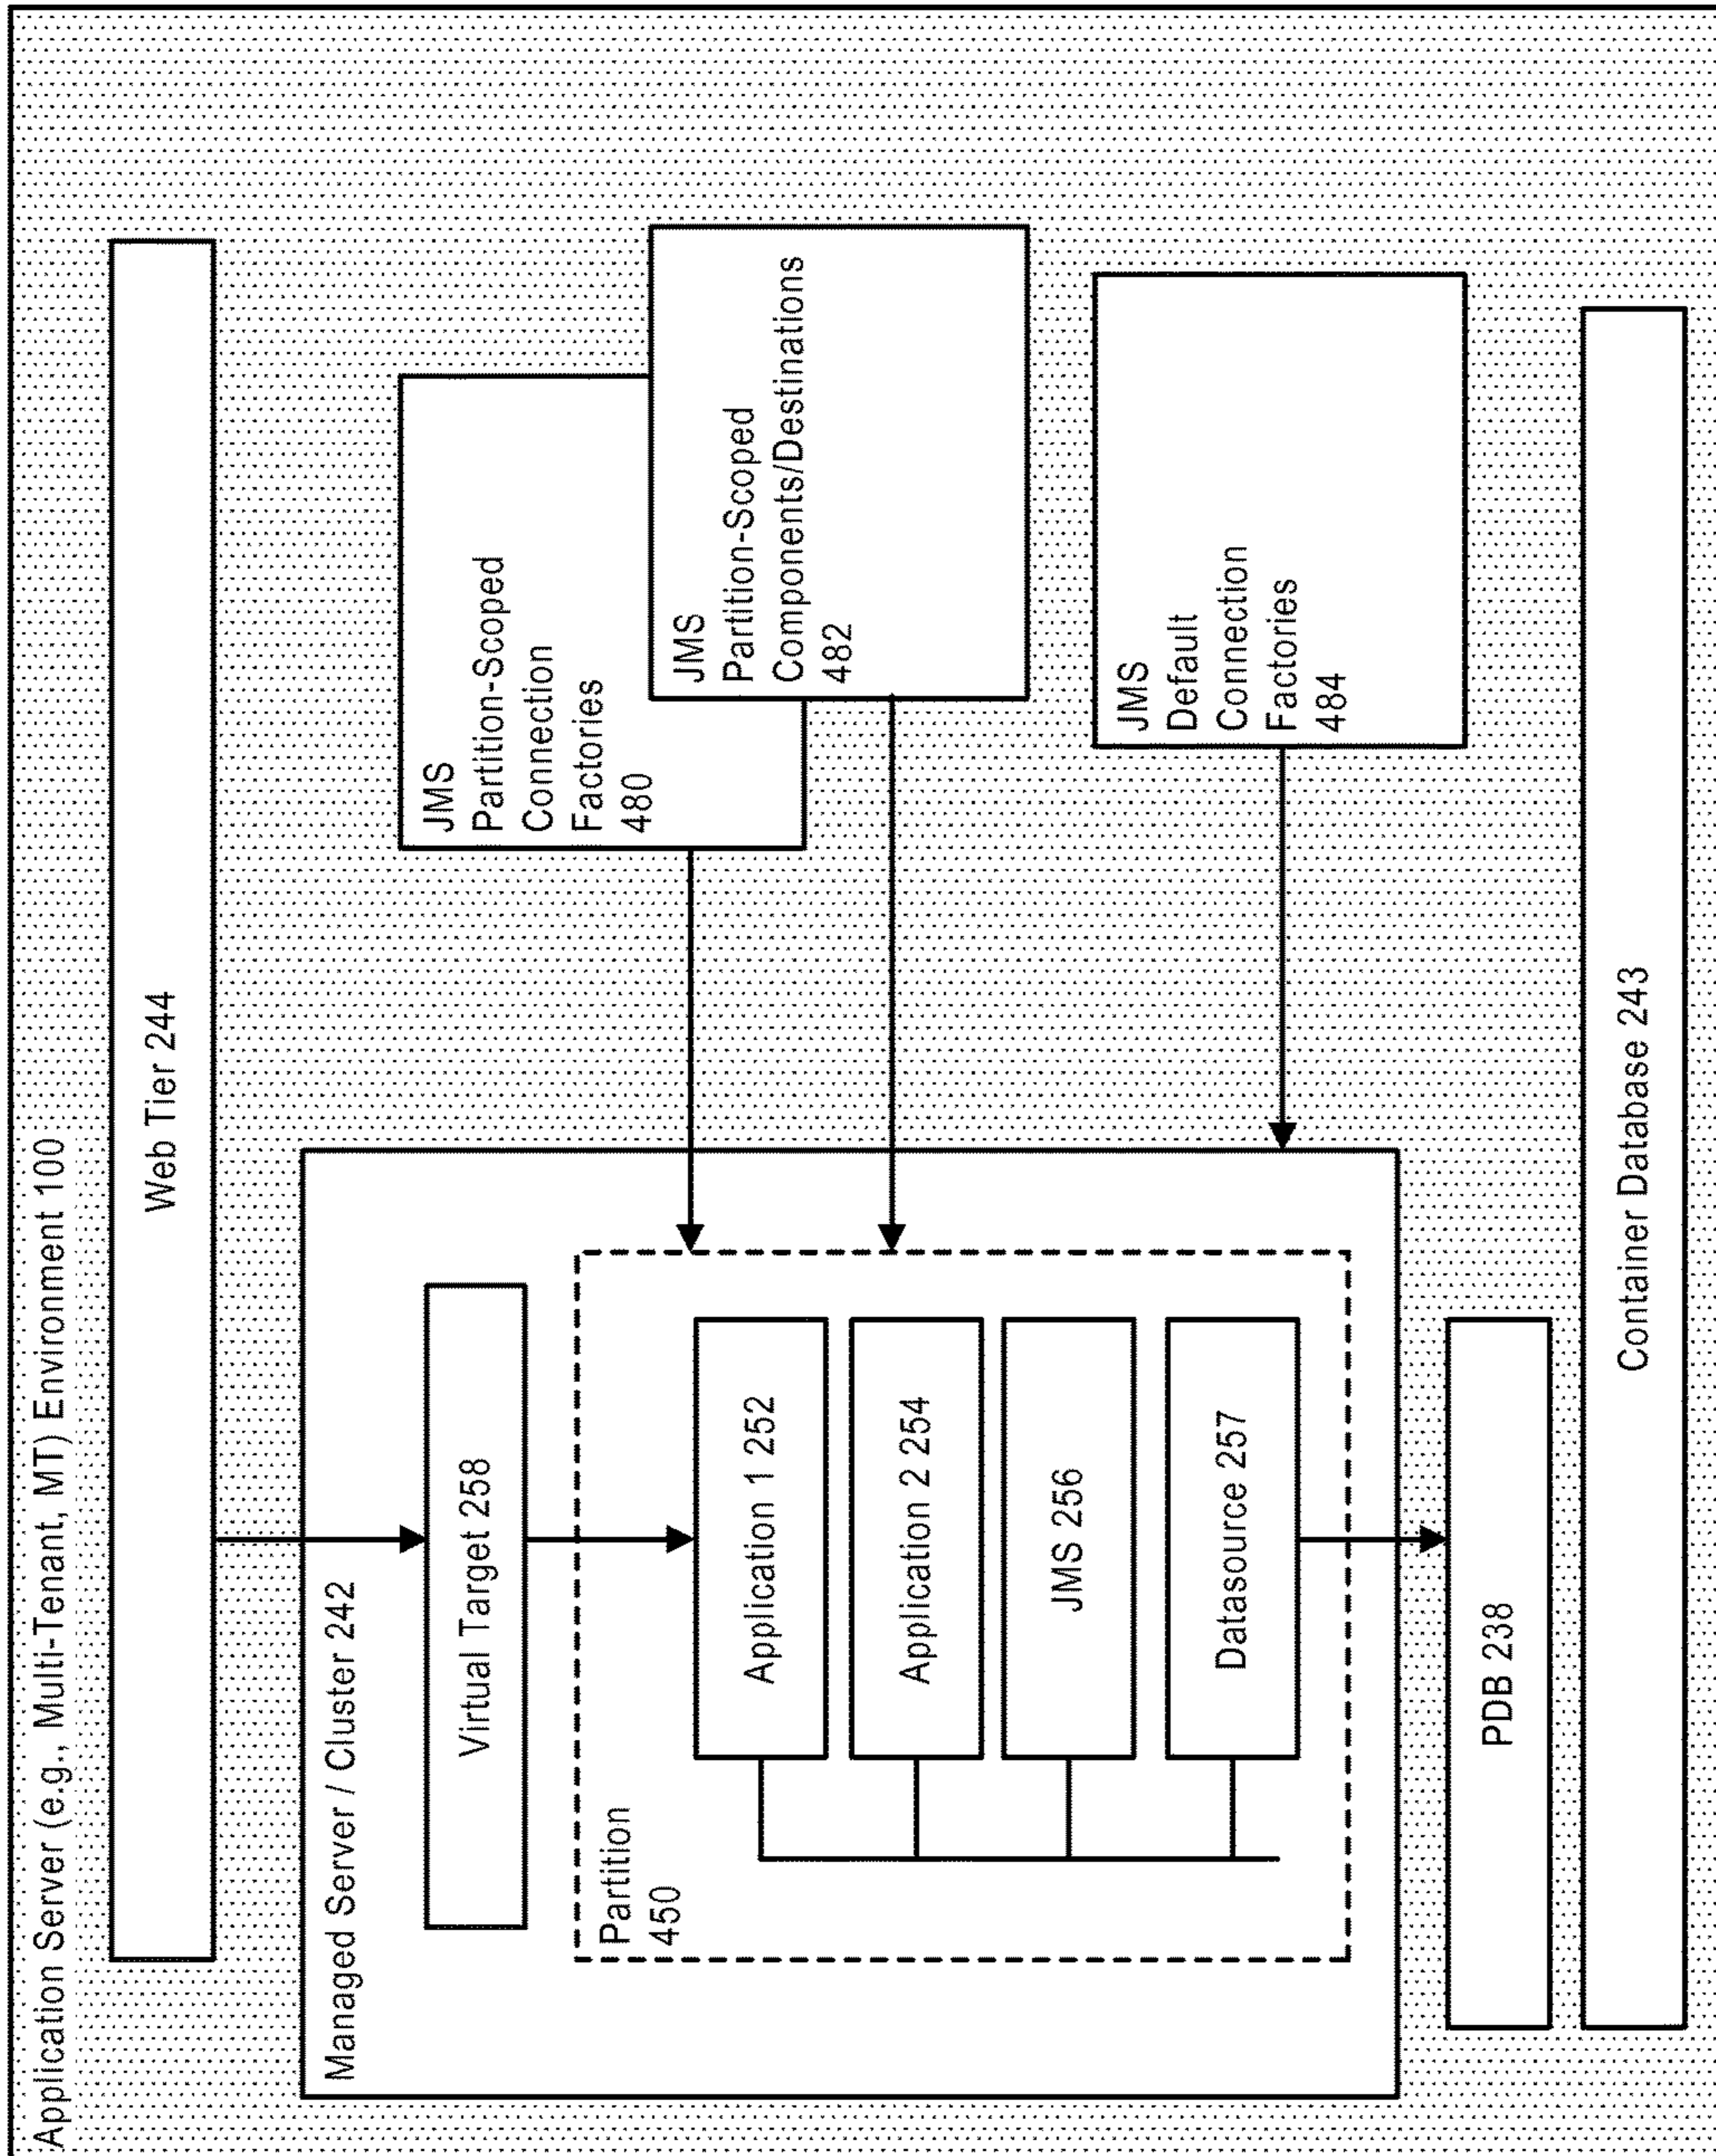 Application Server (e.g., Multi-Tenant, MT) Environment 100
Web Tier 244
Managed Server / Cluster 242
Virtual Target 258
Partition
450
Application 1 252
Application 2 254
JMS 256
Datasource 257
JMS
Partition-Scoped
Connection
Factories
480
JMS
Partition-Scoped
Components/Destinations
482
JMS
Default
Connection
Factories
484
PDB 238
Container Database 243